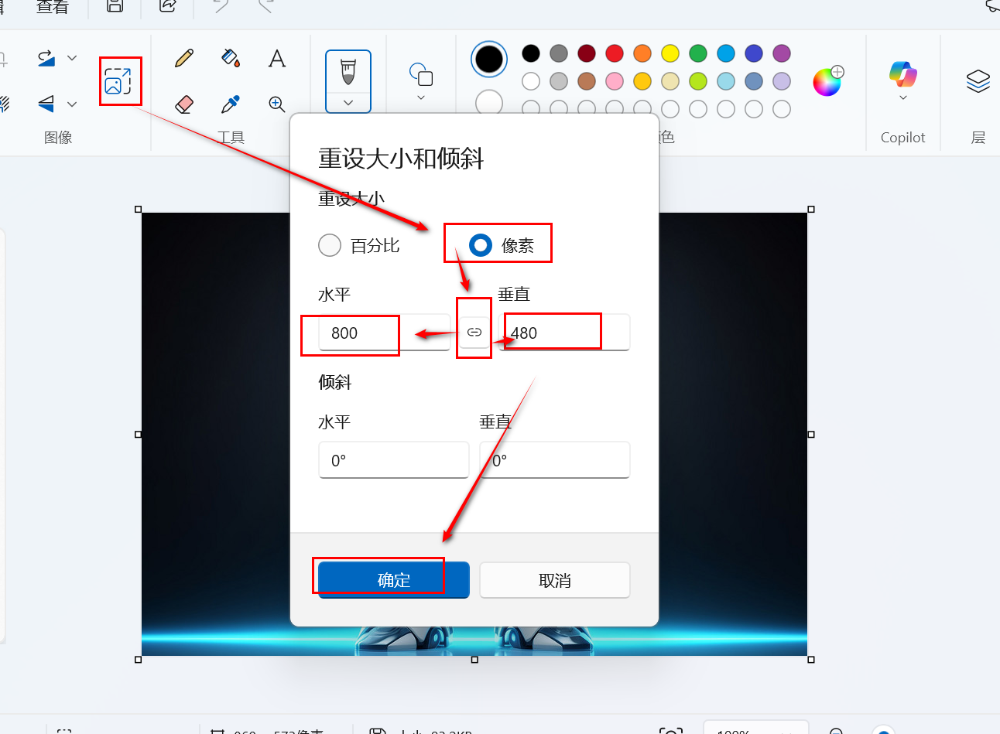 查看
图像
工具
色
Copilot
层
重设大小和倾斜
重设大小
百分比
像素
水平
垂直
800
480
倾斜
水平
垂直
0°
0°
确定
取消